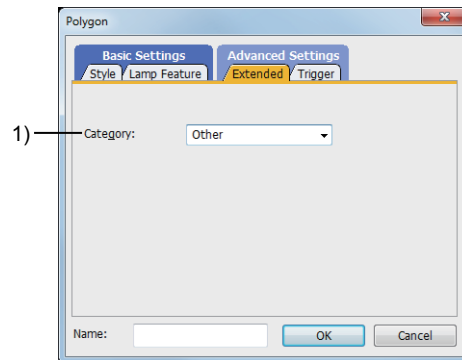 Polygon
Basic Settings Advanced Settings
Style Lamp Feature Extended Trigger
1) Category: Other
Name: OK Cancel